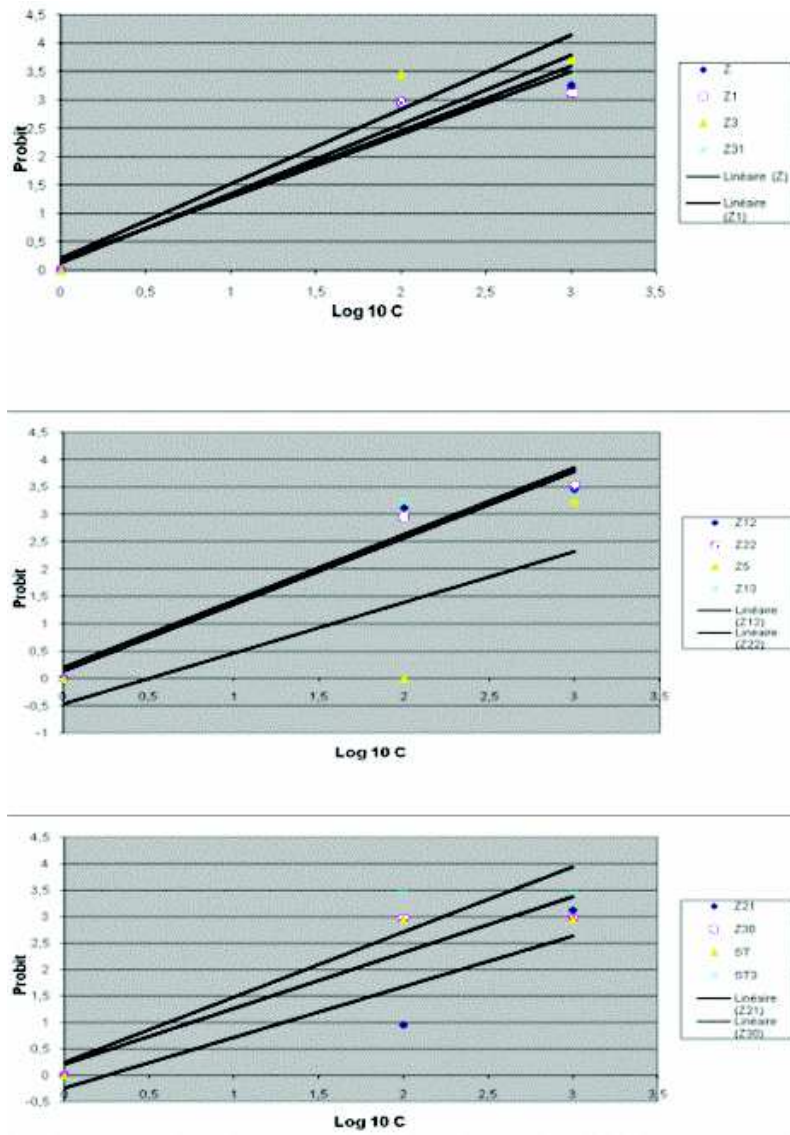 4,5
4
3,5
3
2,5
2
1,5
1
0,5
0
Probit
0 0,5 1 1,5 2 2,5 3 3,5
Log 10 C
Z
Z1
Z3
Z31
Linéaire (Z)
Linéaire
(Z1)
4,5
4
3,5
3
2,5
2
1,5
1
0,5
0
-0,5
-1
Probit
0 0,5 1 1,5 2 2,5 3 3,5
Log 10 C
Z12
Z22
Z5
Linéaire
Linéaire
(Z22)
4,5
4
3,5
3
2,5
2
1,5
1
0,5
0
-0,5
Probit
0 0,5 1 1,5 2 2,5 3 3,5
Log 10 C
Z21
Z30
ST
ST3
Linéaire
(Z21)
Linéaire
(Z30)